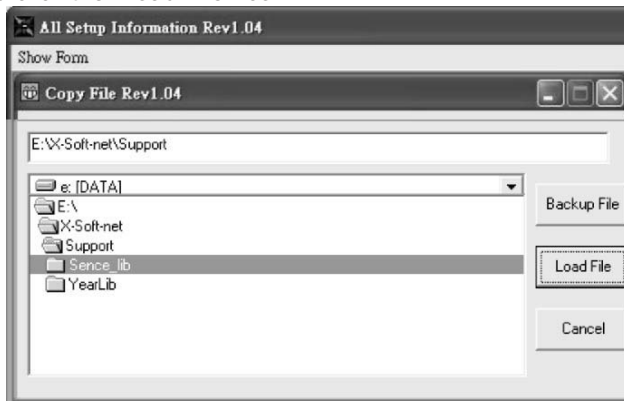 All Setup Information Rev1.04
Show Form
Copy File Rev1.04
E:\X-Soft-net\Support
e: [DATA]
E:\
Backup File
X-Soft-net
Support
Sence_lib
Load File
YearLib
Cancel